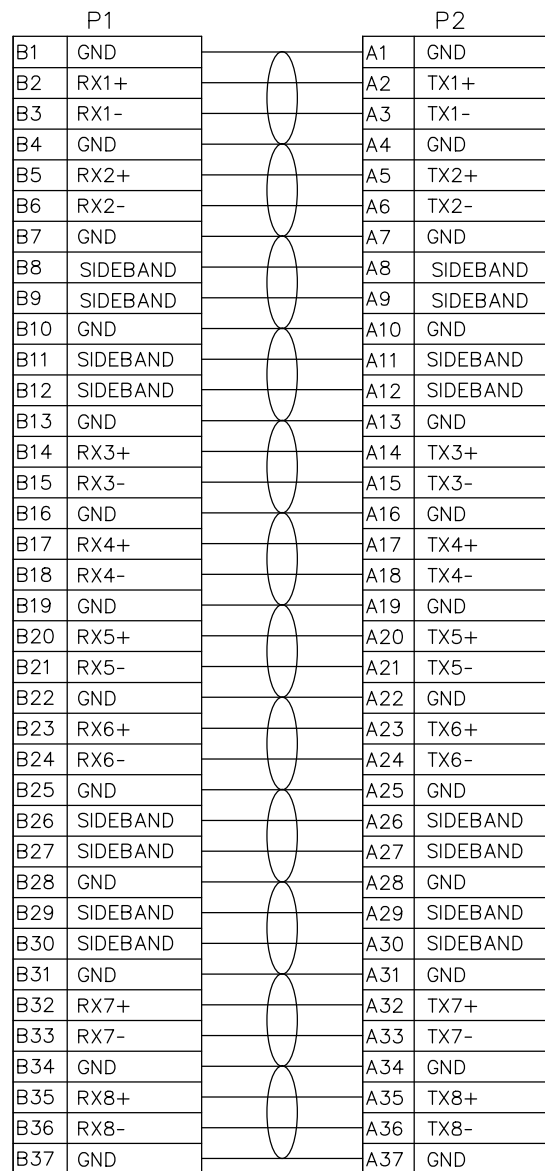 P1 P2
B1 GND A1 GND
B2 RX1+ A2 TX1+
B3 RX1- A3 TX1-
B4 GND A4 GND
B5 RX2+ A5 TX2+
B6 RX2- A6 TX2-
B7 GND A7 GND
B8 SIDEBAND A8 SIDEBAND
B9 SIDEBAND A9 SIDEBAND
B10 GND A10 GND
B11 SIDEBAND A11 SIDEBAND
B12 SIDEBAND A12 SIDEBAND
B13 GND A13 GND
B14 RX3+ A14 TX3+
B15 RX3- A15 TX3-
B16 GND A16 GND
B17 RX4+ A17 TX4+
B18 RX4- A18 TX4-
B19 GND A19 GND
B20 RX5+ A20 TX5+
B21 RX5- A21 TX5-
B22 GND A22 GND
B23 RX6+ A23 TX6+
B24 RX6- A24 TX6-
B25 GND A25 GND
B26 SIDEBAND A26 SIDEBAND
B27 SIDEBAND A27 SIDEBAND
B28 GND A28 GND
B29 SIDEBAND A29 SIDEBAND
B30 SIDEBAND A30 SIDEBAND
B31 GND A31 GND
B32 RX7+ A32 TX7+
B33 RX7- A33 TX7-
B34 GND A34 GND
B35 RX8+ A35 TX8+
B36 RX8- A36 TX8-
B37 GND A37 GND